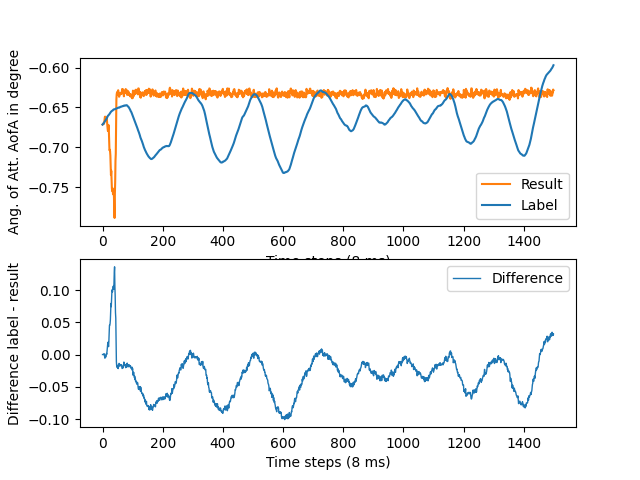 Ang. of Att. AofA in degree
−0.60
−0.65
−0.70
−0.75
Result
Label
0 200 400 600 800 1000 1200 1400
Time steps (8 ms)
Difference label - result
0.10
0.05
0.00
−0.05
−0.10
Difference
0 200 400 600 800 1000 1200 1400
Time steps (8 ms)